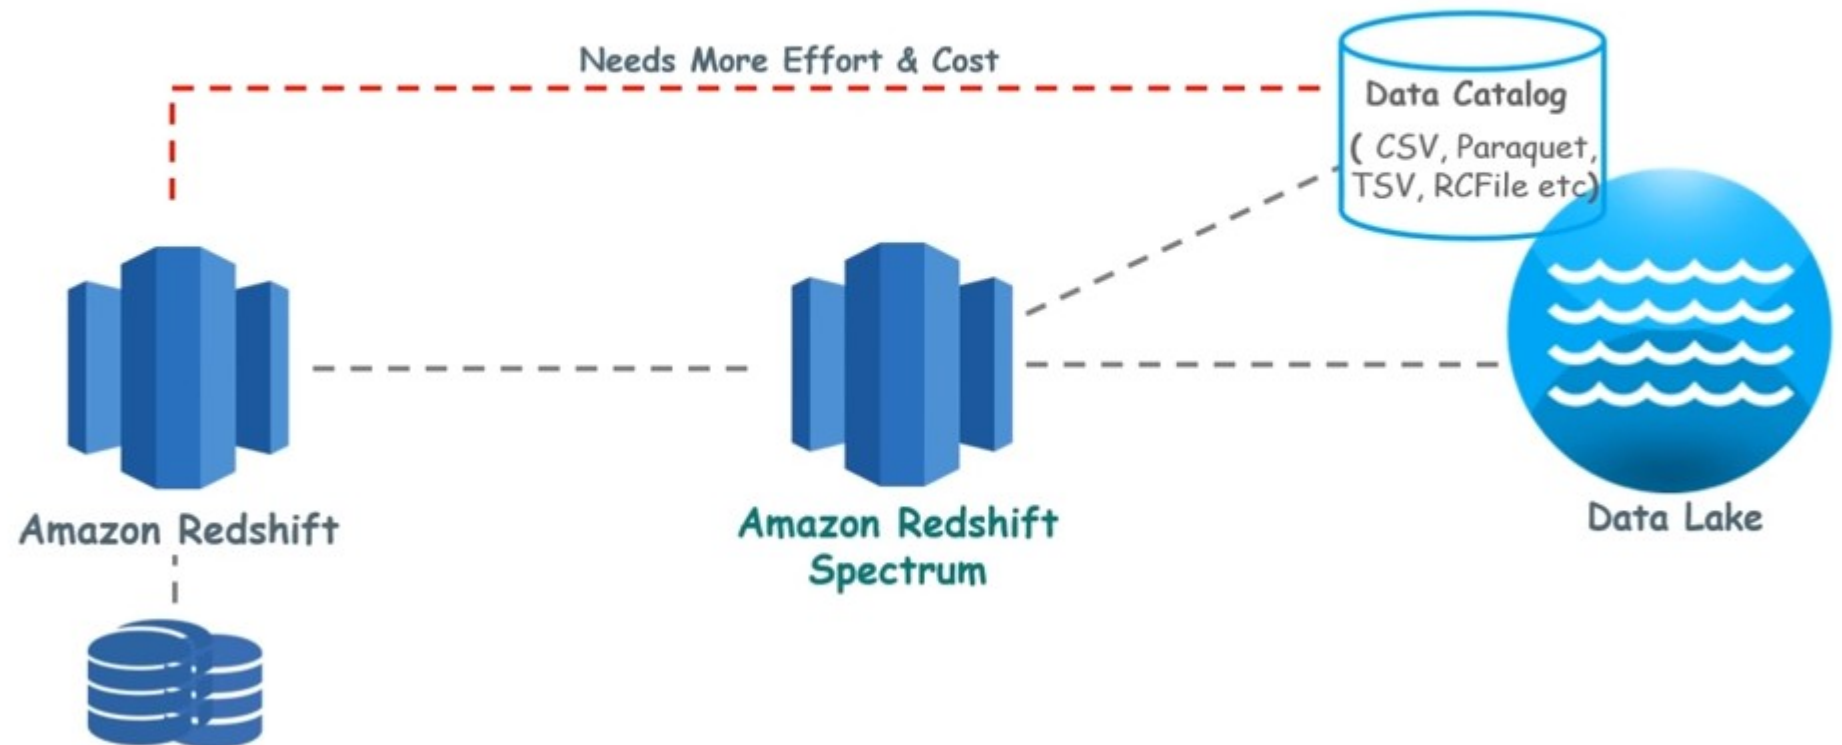 Needs More Effort & Cost
Data Catalog
( CSV, Paraquet,
TSV, RCFile etc)
Amazon Redshift
Amazon Redshift
Spectrum
Data Lake